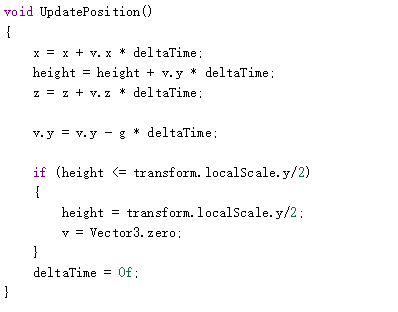 void UpdatePosition()
{
    x = x + v.x * deltaTime;
    height = height + v.y * deltaTime;
    z = z + v.z * deltaTime;

    v.y = v.y - g * deltaTime;

    if (height <= transform.localScale.y/2)
    {
        height = transform.localScale.y/2;
        v = Vector3.zero;
    }
    deltaTime = 0f;
}